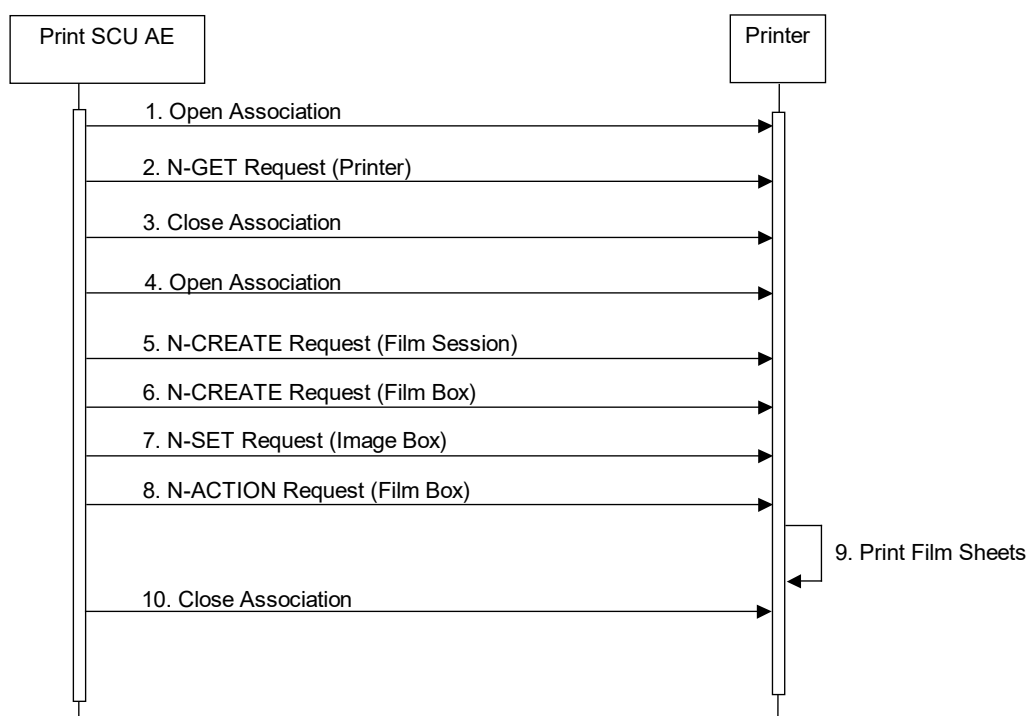 Print SCU AE
Printer
1. Open Association
2. N-GET Request (Printer)
3. Close Association
4. Open Association
5. N-CREATE Request (Film Session)
6. N-CREATE Request (Film Box)
7. N-SET Request (Image Box)
8. N-ACTION Request (Film Box)
9. Print Film Sheets
10. Close Association